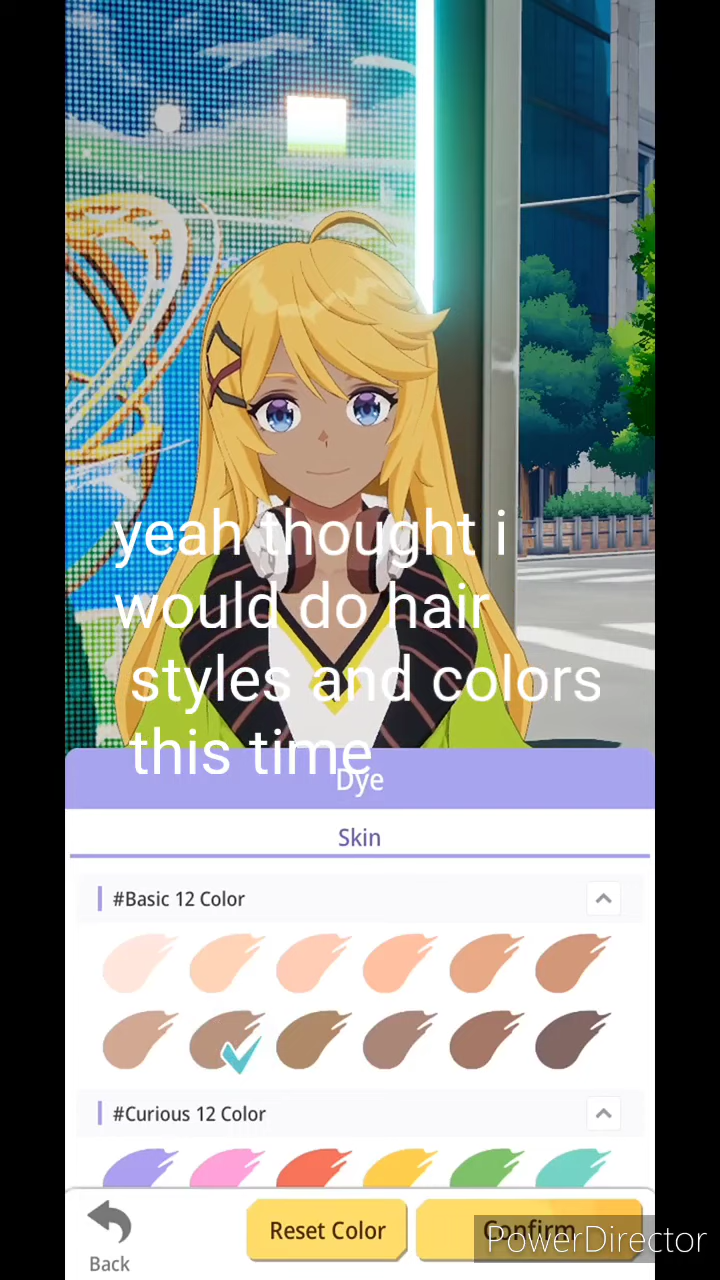 yeah thought i
would do hair
styles and colors
this time
Dye
Skin
#Basic 12 Color
#Curious 12 Color
Back
Reset Color
Confirm
PowerDirector